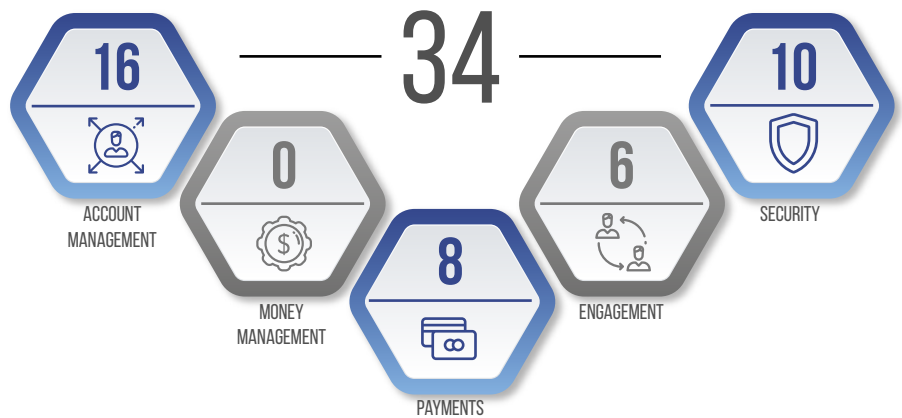 34
16
ACCOUNT
MANAGEMENT
0
$
MONEY
MANAGEMENT
8
PAYMENTS
6
ENGAGEMENT
10
SECURITY